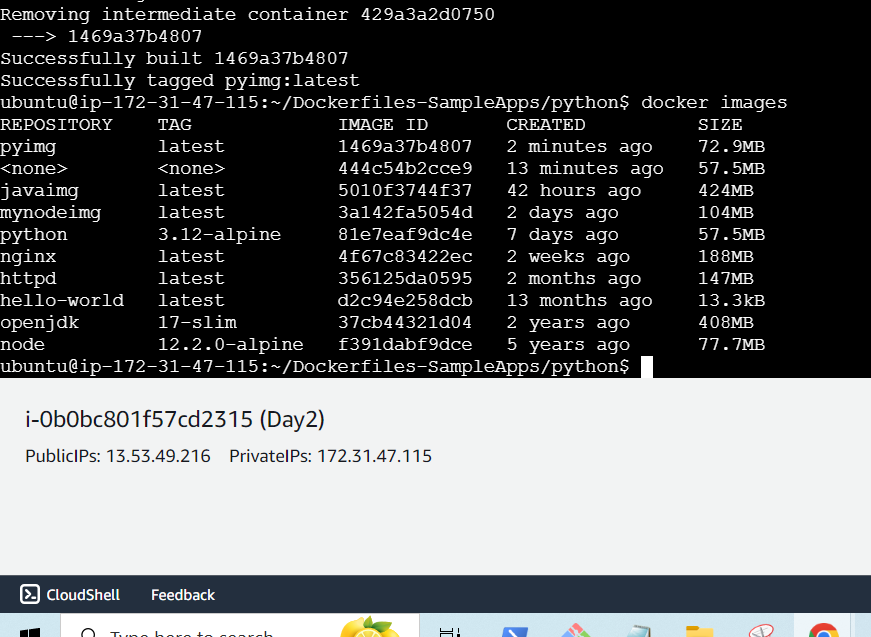 Removing intermediate container 429a3a2d0750
---> 1469a37b4807
Successfully built 1469a37b4807
Successfully tagged pyimg:latest
ubuntu@ip-172-31-47-115:~/Dockerfiles-SampleApps/python$ docker images
REPOSITORY TAG IMAGE ID CREATED SIZE
pyimg latest 1469a37b4807 2 minutes ago 72.9MB
<none> <none> 444c54b2cce9 13 minutes ago 57.5MB
javaimg latest 5010f3744f37 42 hours ago 424MB
mynodeimg latest 3a142fa5054d 2 days ago 104MB
python 3.12-alpine 81e7eaf9dc4e 7 days ago 57.5MB
nginx latest 4f67c83422ec 2 weeks ago 188MB
httpd latest 356125da0595 2 months ago 147MB
hello-world latest d2c94e258dcb 13 months ago 13.3kB
openjdk 17-slim 37cb44321d04 2 years ago 408MB
node 12.2.0-alpine f391dabf9dce 5 years ago 77.7MB
ubuntu@ip-172-31-47-115:~/Dockerfiles-SampleApps/python$
i-0b0bc801f57cd2315 (Day2)
PublicIPs: 13.53.49.216 PrivateIPs: 172.31.47.115
CloudShell Feedback
Type here to search